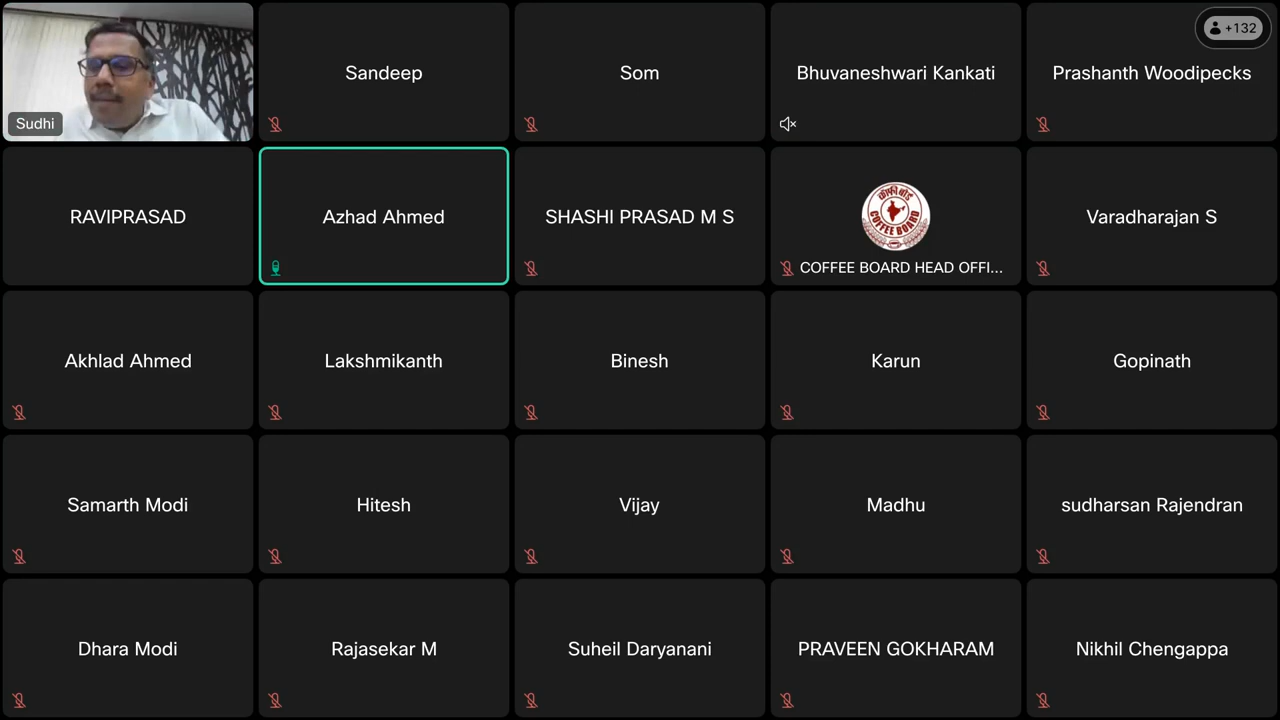 Sudhi
Sandeep
Som
Bhuvaneshwari Kankati
Prashanth Woodipecks
+132
RAVIPRASAD
Azhad Ahmed
SHASHI PRASAD M S
कॉफी बोर्ड
COFFEE BOARD
COFFEE BOARD HEAD OFFI...
Varadharajan S
Akhlad Ahmed
Lakshmikanth
Binesh
Karun
Gopinath
Samarth Modi
Hitesh
Vijay
Madhu
sudharsan Rajendran
Dhara Modi
Rajasekar M
Suheil Daryanani
PRAVEEN GOKHARAM
Nikhil Chengappa